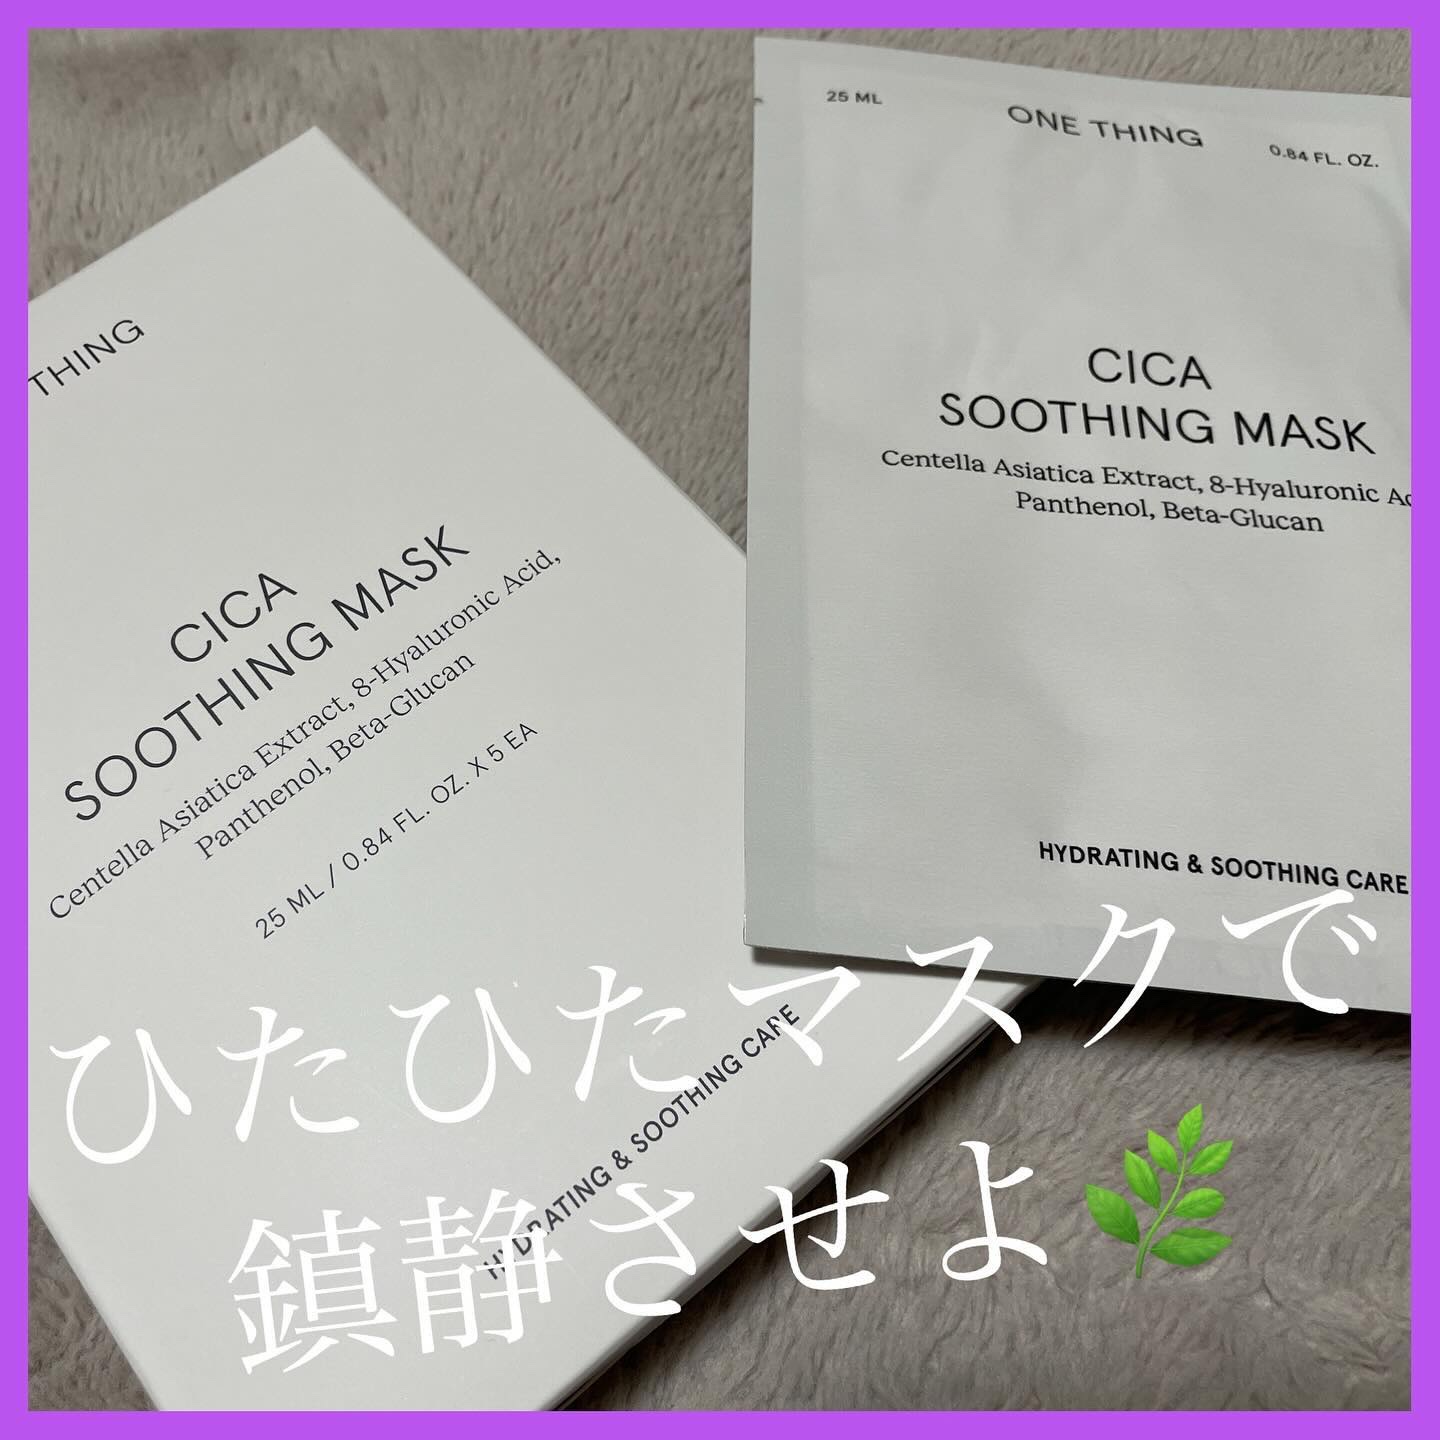 THING
CICA
SOOTHING MASK
Centella Asiatica Extract, 8-Hyaluronic Acid,
Panthenol, Beta-Glucan
25 ML / 0.84 FL. OZ. X 5 EA
HYDRATING & SOOTHING CARE
25 ML
ONE THING
0.84 FL. OZ.
CICA
SOOTHING MASK
Centella Asiatica Extract, 8-Hyaluronic Ac
Panthenol, Beta-Glucan
HYDRATING & SOOTHING CARE
ひたひたマスクで
鎮静させよ🌿